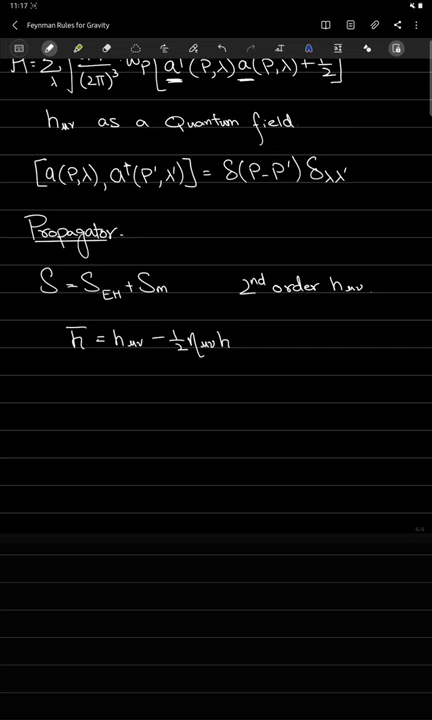 11:17
Feynman Rules for Gravity
H = Σ_λ ∫ /(2π)³ ω_p [a†(P,λ) a(P,λ) + 1/2]
h_μν as a Quantum field.
[a(P,λ), a†(P',λ')] = δ(P-P') δ_λλ'
Propagator.
S = S_EH + S_m 2nd order h_μν.
h̄ = h_μν - 1/2 η_μν h